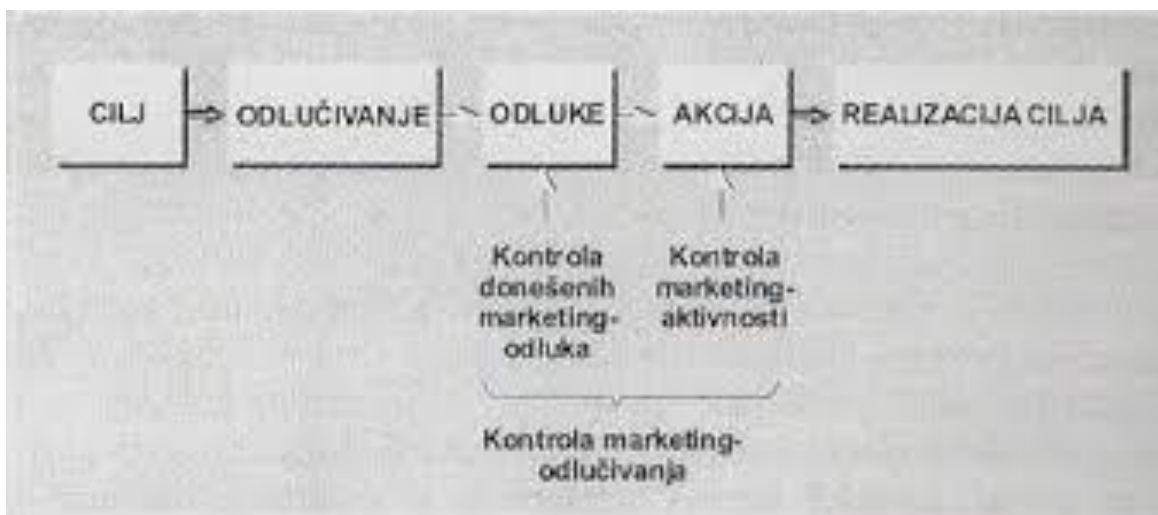 CILJ
ODLUČIVANJE
ODLUKE
AKCIJA
REALIZACIJA CILJA
Kontrola
donešenih
marketing-
odluka
Kontrola
marketing-
aktivnosti
Kontrola marketing-
odlučivanja